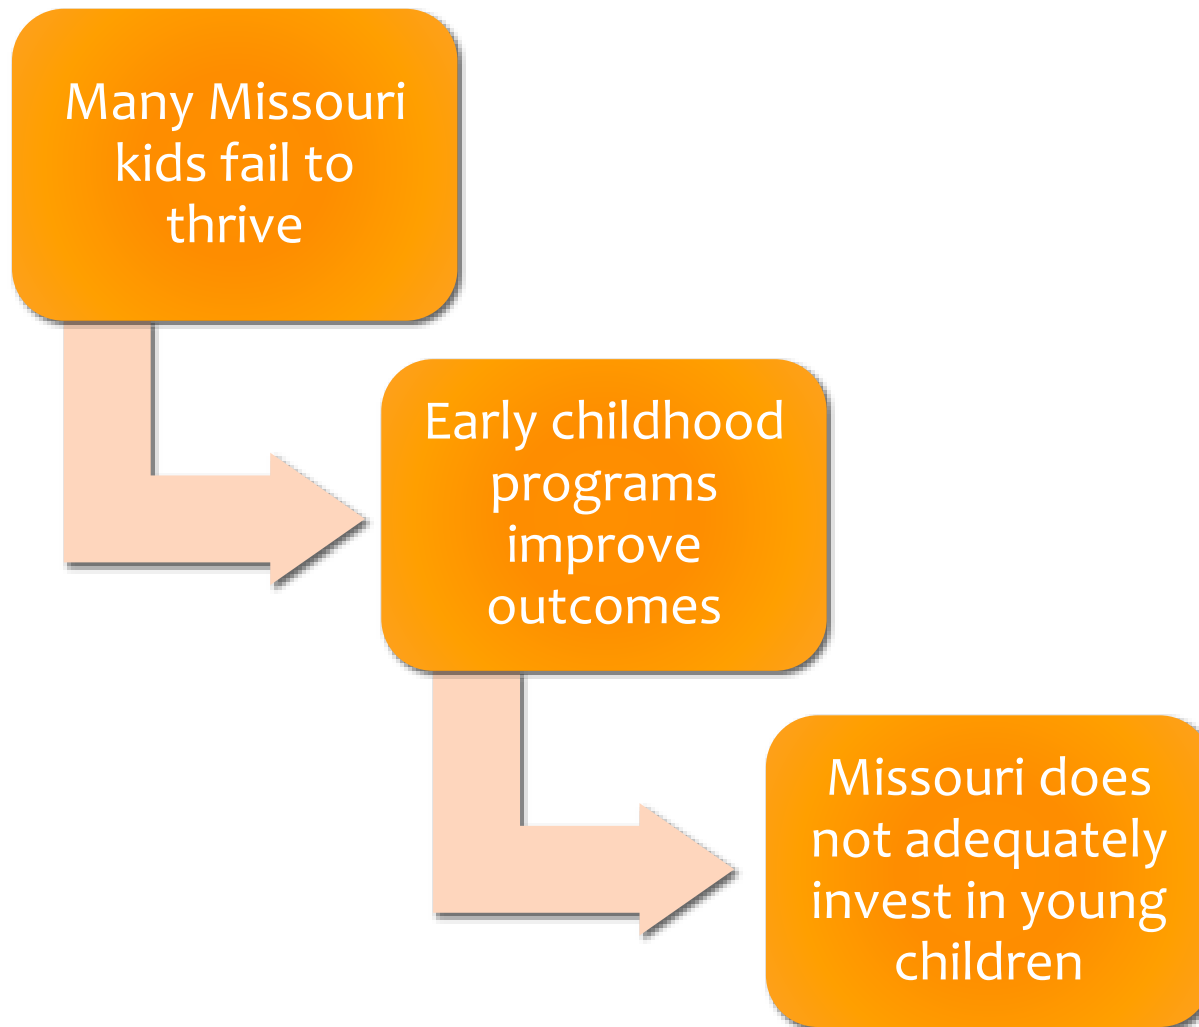 Many Missouri
kids fail to
thrive
Early childhood
programs
improve
outcomes
Missouri does
not adequately
invest in young
children